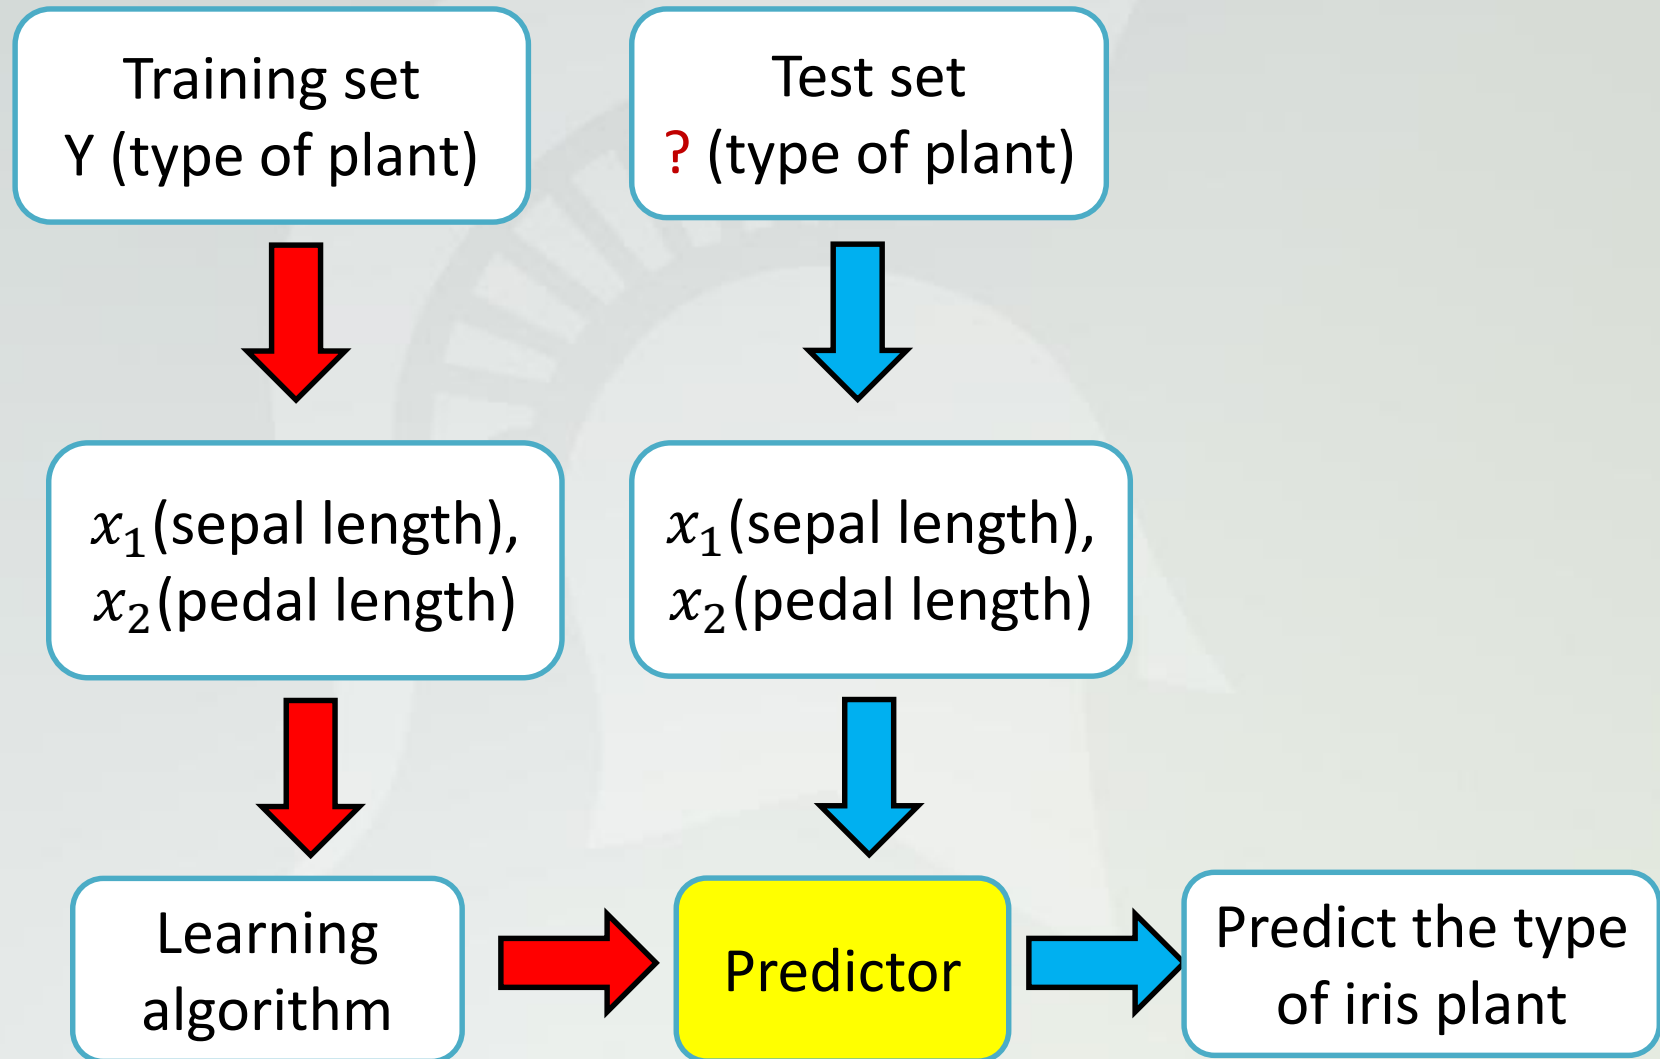 Training set
Y (type of plant)
Test set
? (type of plant)
x₁(sepal length),
x₂(pedal length)
x₁(sepal length),
x₂(pedal length)
Learning
algorithm
Predictor
Predict the type
of iris plant